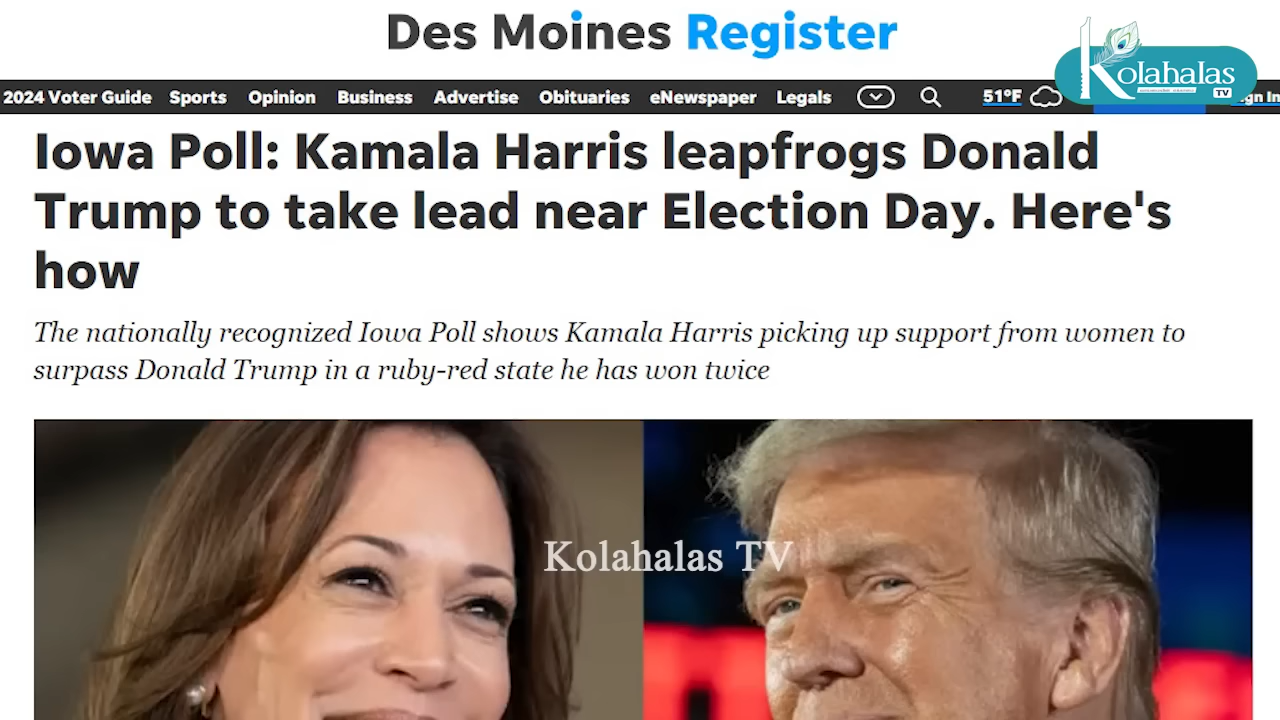 Des Moines Register
Kolahalas
TV
2024 Voter Guide Sports Opinion Business Advertise Obituaries eNewspaper Legals 51°F gn In
Iowa Poll: Kamala Harris leapfrogs Donald
Trump to take lead near Election Day. Here's
how
The nationally recognized Iowa Poll shows Kamala Harris picking up support from women to
surpass Donald Trump in a ruby-red state he has won twice
Kolahalas TV